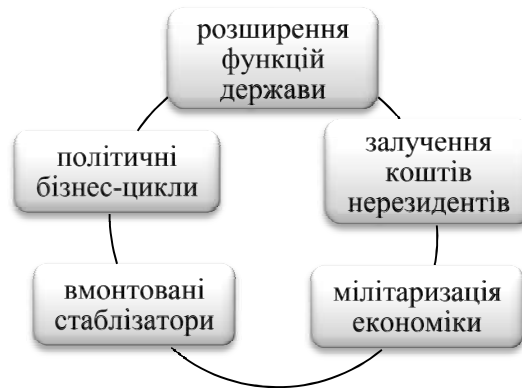 розширення
функцій
держави
залучення
коштів
нерезидентів
мілітаризація
економіки
вмонтовані
стаблізатори
політичні
бізнес-цикли